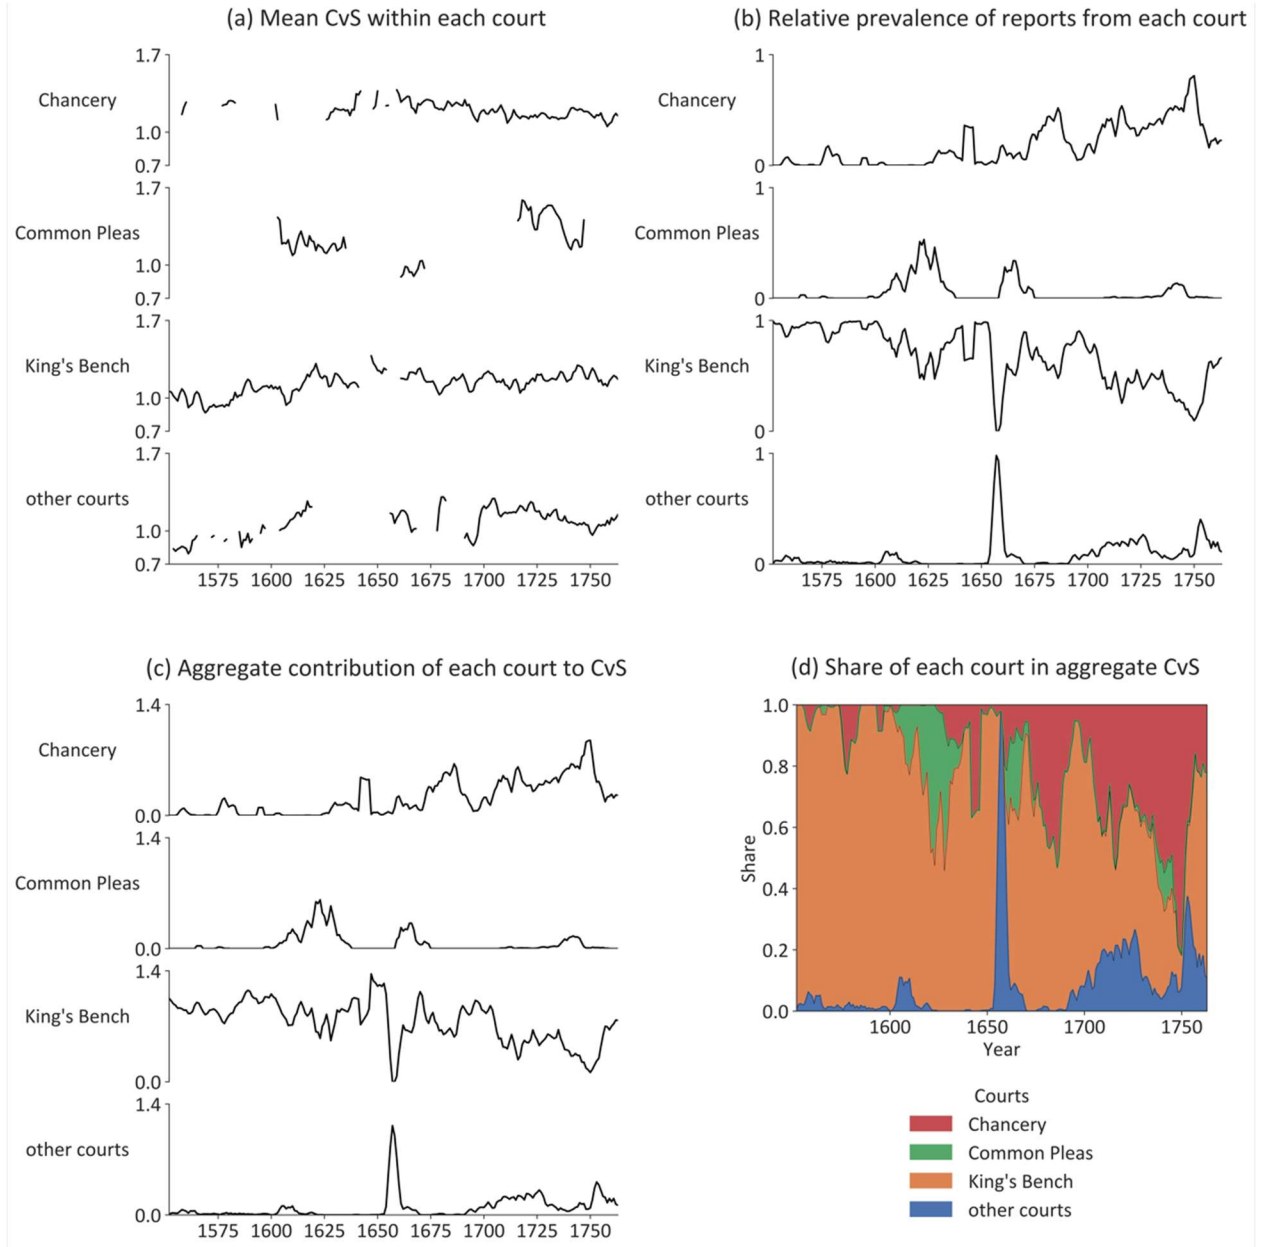 (a) Mean CvS within each court
Chancery
1.7
1.0
0.7
Common Pleas
1.7
1.0
0.7
King's Bench
1.7
1.0
0.7
other courts
1.7
1.0
0.7
1575 1600 1625 1650 1675 1700 1725 1750
(b) Relative prevalence of reports from each court
Chancery
1
0
Common Pleas
1
0
King's Bench
1
0
other courts
1
0
1575 1600 1625 1650 1675 1700 1725 1750
(c) Aggregate contribution of each court to CvS
Chancery
1.4
0.0
Common Pleas
1.4
0.0
King's Bench
1.4
0.0
other courts
1.4
0.0
1575 1600 1625 1650 1675 1700 1725 1750
(d) Share of each court in aggregate CvS
Share
1.0
0.8
0.6
0.4
0.2
0.0
1600 1650 1700 1750
Year
Courts
Chancery
Common Pleas
King's Bench
other courts